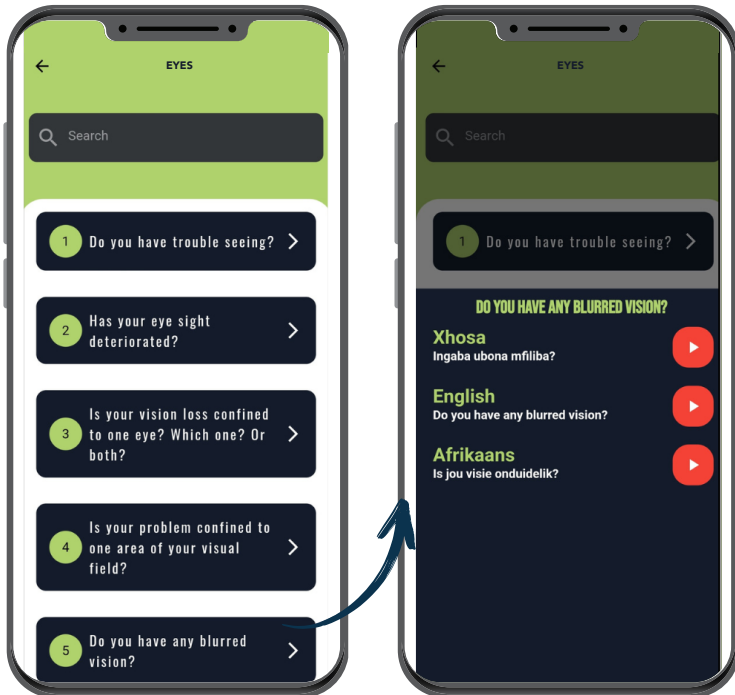 EYES
Search
1
Do you have trouble seeing?
2
Has your eye sight
deteriorated?
3
Is your vision loss confined
to one eye? Which one? Or
both?
4
Is your problem confined to
one area of your visual
field?
5
Do you have any blurred
vision?
EYES
Search
1
Do you have trouble seeing?
DO YOU HAVE ANY BLURRED VISION?
Xhosa
Ingaba ubona mfiliba?
English
Do you have any blurred vision?
Afrikaans
Is jou visie onduidelik?